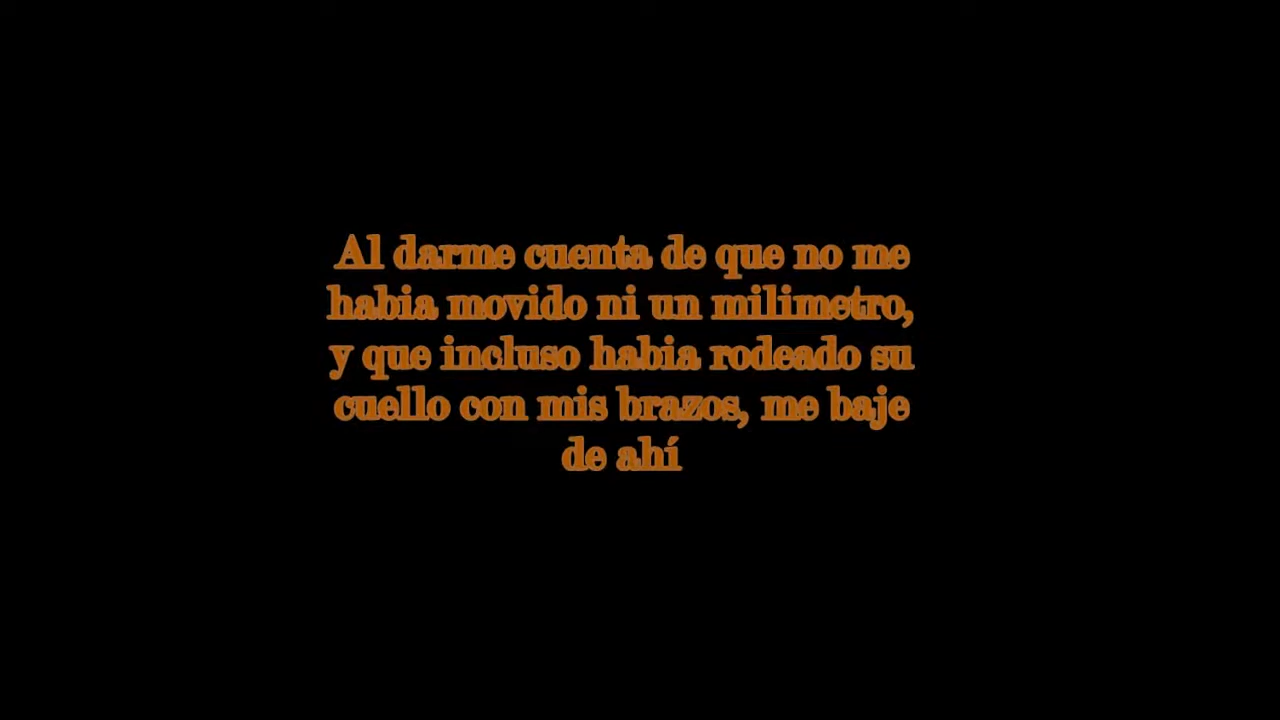 Al darme cuenta de que no me
habia movido ni un milimetro,
y que incluso habia rodeado su
cuello con mis brazos, me baje
de ahí